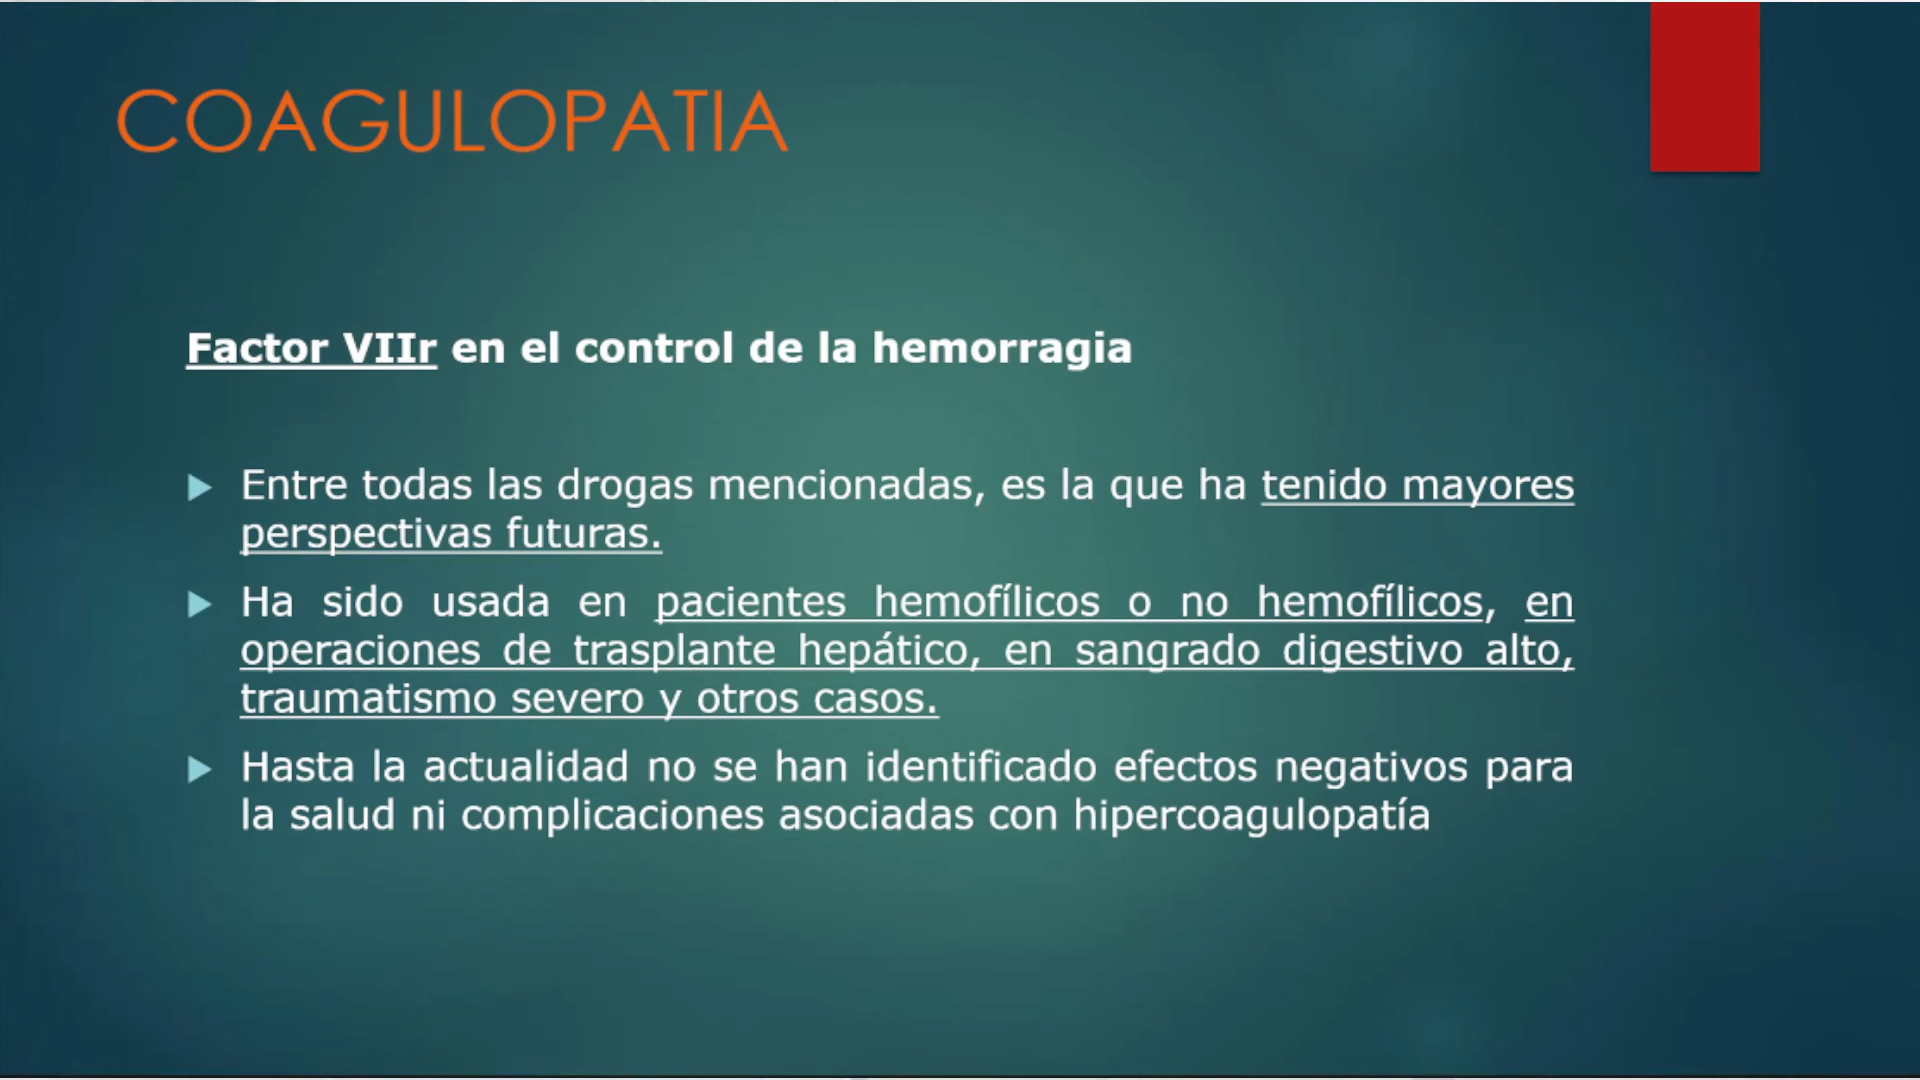 COAGULOPATIA
Factor VIIr en el control de la hemorragia
Entre todas las drogas mencionadas, es la que ha tenido mayores
perspectivas futuras.
Ha sido usada en pacientes hemofílicos o no hemofílicos, en
operaciones de trasplante hepático, en sangrado digestivo alto,
traumatismo severo y otros casos.
Hasta la actualidad no se han identificado efectos negativos para
la salud ni complicaciones asociadas con hipercoagulopatía